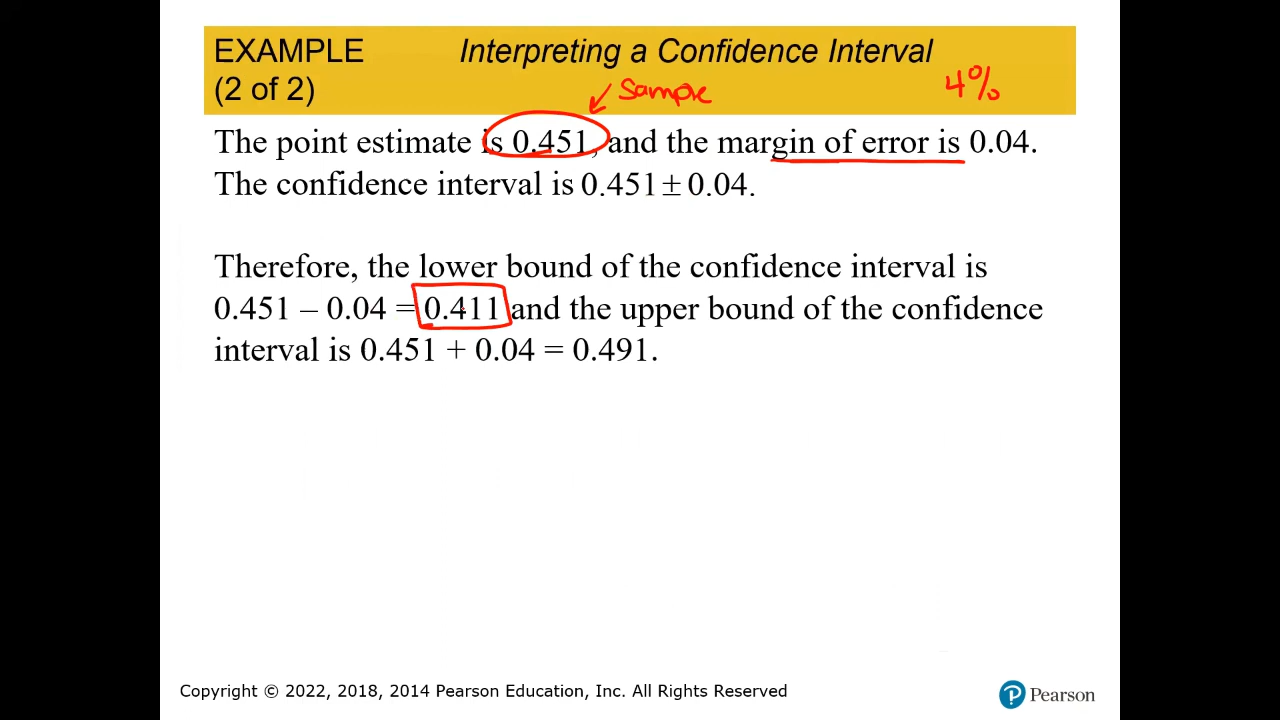 EXAMPLE Interpreting a Confidence Interval
(2 of 2)
Sample
4%
The point estimate is 0.451, and the margin of error is 0.04.
The confidence interval is 0.451 ± 0.04.
Therefore, the lower bound of the confidence interval is
0.451 – 0.04 = 0.411 and the upper bound of the confidence
interval is 0.451 + 0.04 = 0.491.
Copyright © 2022, 2018, 2014 Pearson Education, Inc. All Rights Reserved
P Pearson